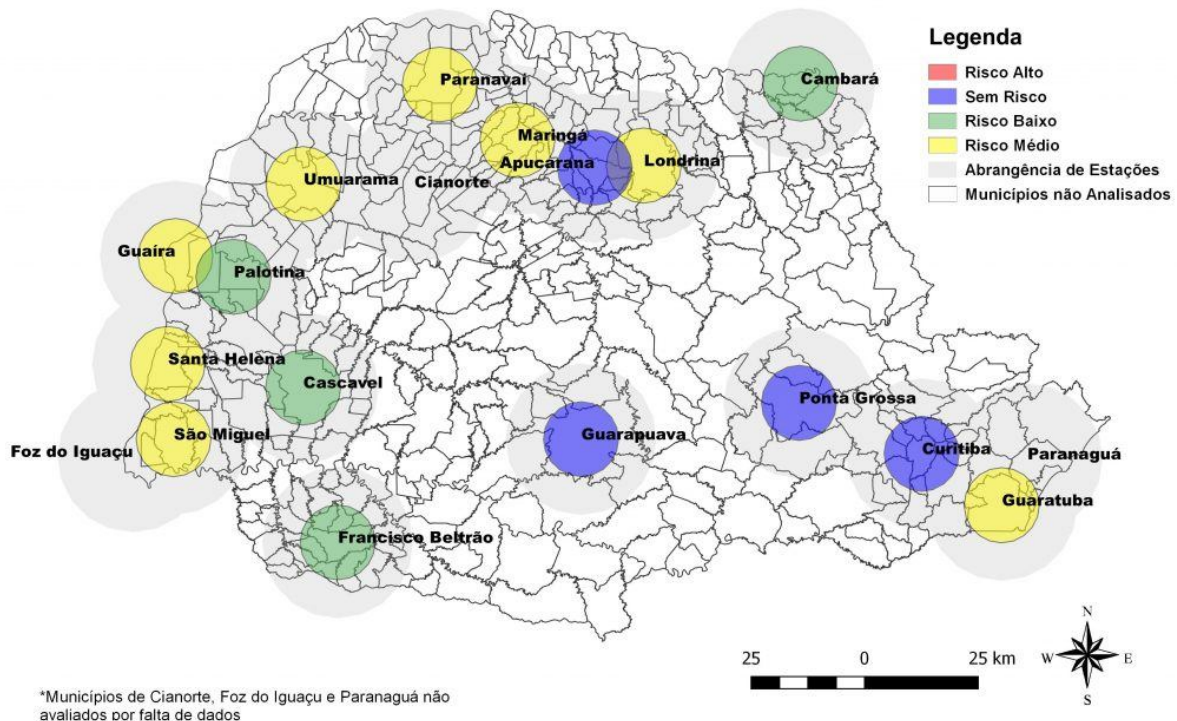 Paranavaí
Cambará
Maringá
Apucarana
Londrina
Umuarama
Cianorte
Guaíra
Palotina
Santa Helena
Cascavel
Ponta Grossa
São Miguel
Guarapuava
Foz do Iguaçu
Curitiba
Paranaguá
Guaratuba
Francisco Beltrão
Legenda
Risco Alto
Sem Risco
Risco Baixo
Risco Médio
Abrangência de Estações
Municípios não Analisados
25 0 25 km
N
W E
S
*Municípios de Cianorte, Foz do Iguaçu e Paranaguá não
avaliados por falta de dados